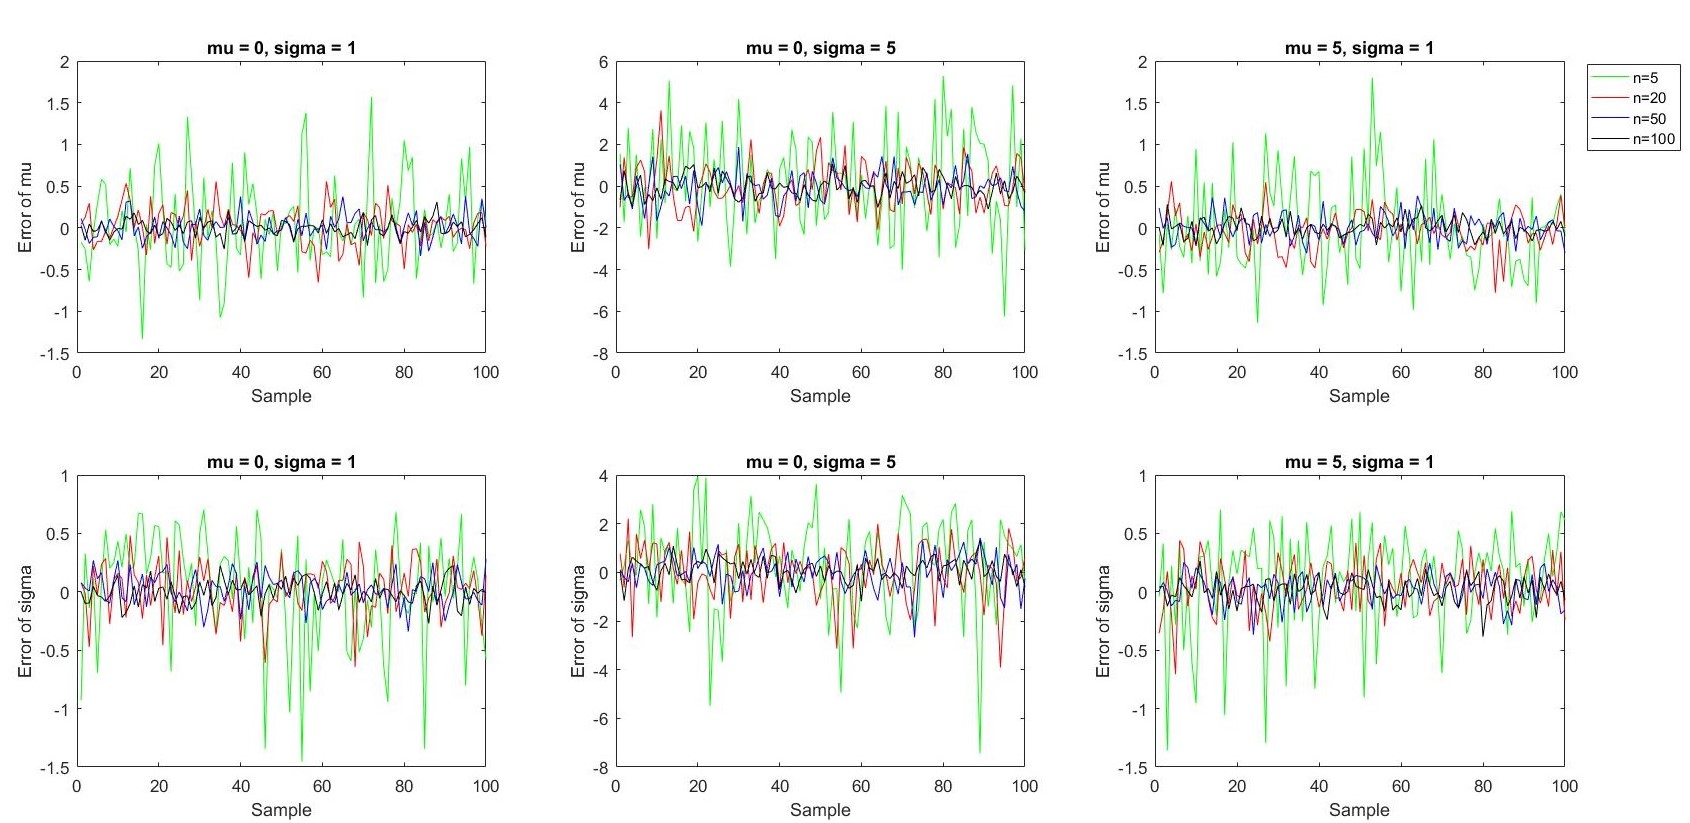 mu = 0, sigma = 1
2
1.5
1
0.5
0
-0.5
-1
-1.5
Error of mu
0 20 40 60 80 100
Sample
mu = 0, sigma = 5
6
4
2
0
-2
-4
-6
-8
Error of mu
0 20 40 60 80 100
Sample
mu = 5, sigma = 1
2
1.5
1
0.5
0
-0.5
-1
-1.5
Error of mu
0 20 40 60 80 100
Sample
n=5
n=20
n=50
n=100
mu = 0, sigma = 1
1
0.5
0
-0.5
-1
-1.5
Error of sigma
0 20 40 60 80 100
Sample
mu = 0, sigma = 5
4
2
0
-2
-4
-6
-8
Error of sigma
0 20 40 60 80 100
Sample
mu = 5, sigma = 1
1
0.5
0
-0.5
-1
-1.5
Error of sigma
0 20 40 60 80 100
Sample